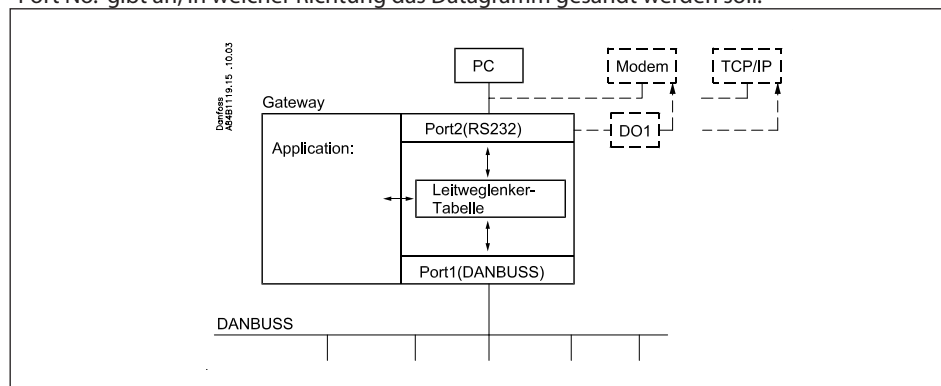 Port No. gibt an, in welcher Richtung das Datagramm gesandt werden soll.
Danfoss
A84B1119.15 .10.03
PC
Modem
TCP/IP
Gateway
Port2(RS232)
DO1
Application:
Leitweglenker-
Tabelle
Port1(DANBUSS)
DANBUSS